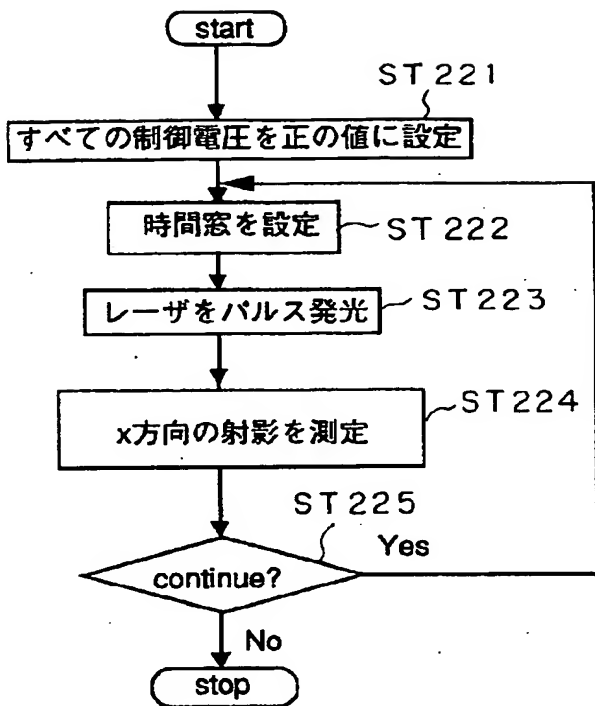 start
ST221
すべての制御電圧を正の値に設定
時間窓を設定
ST222
レーザをパルス発光
ST223
x方向の射影を測定
ST224
ST225
continue?
Yes
No
stop